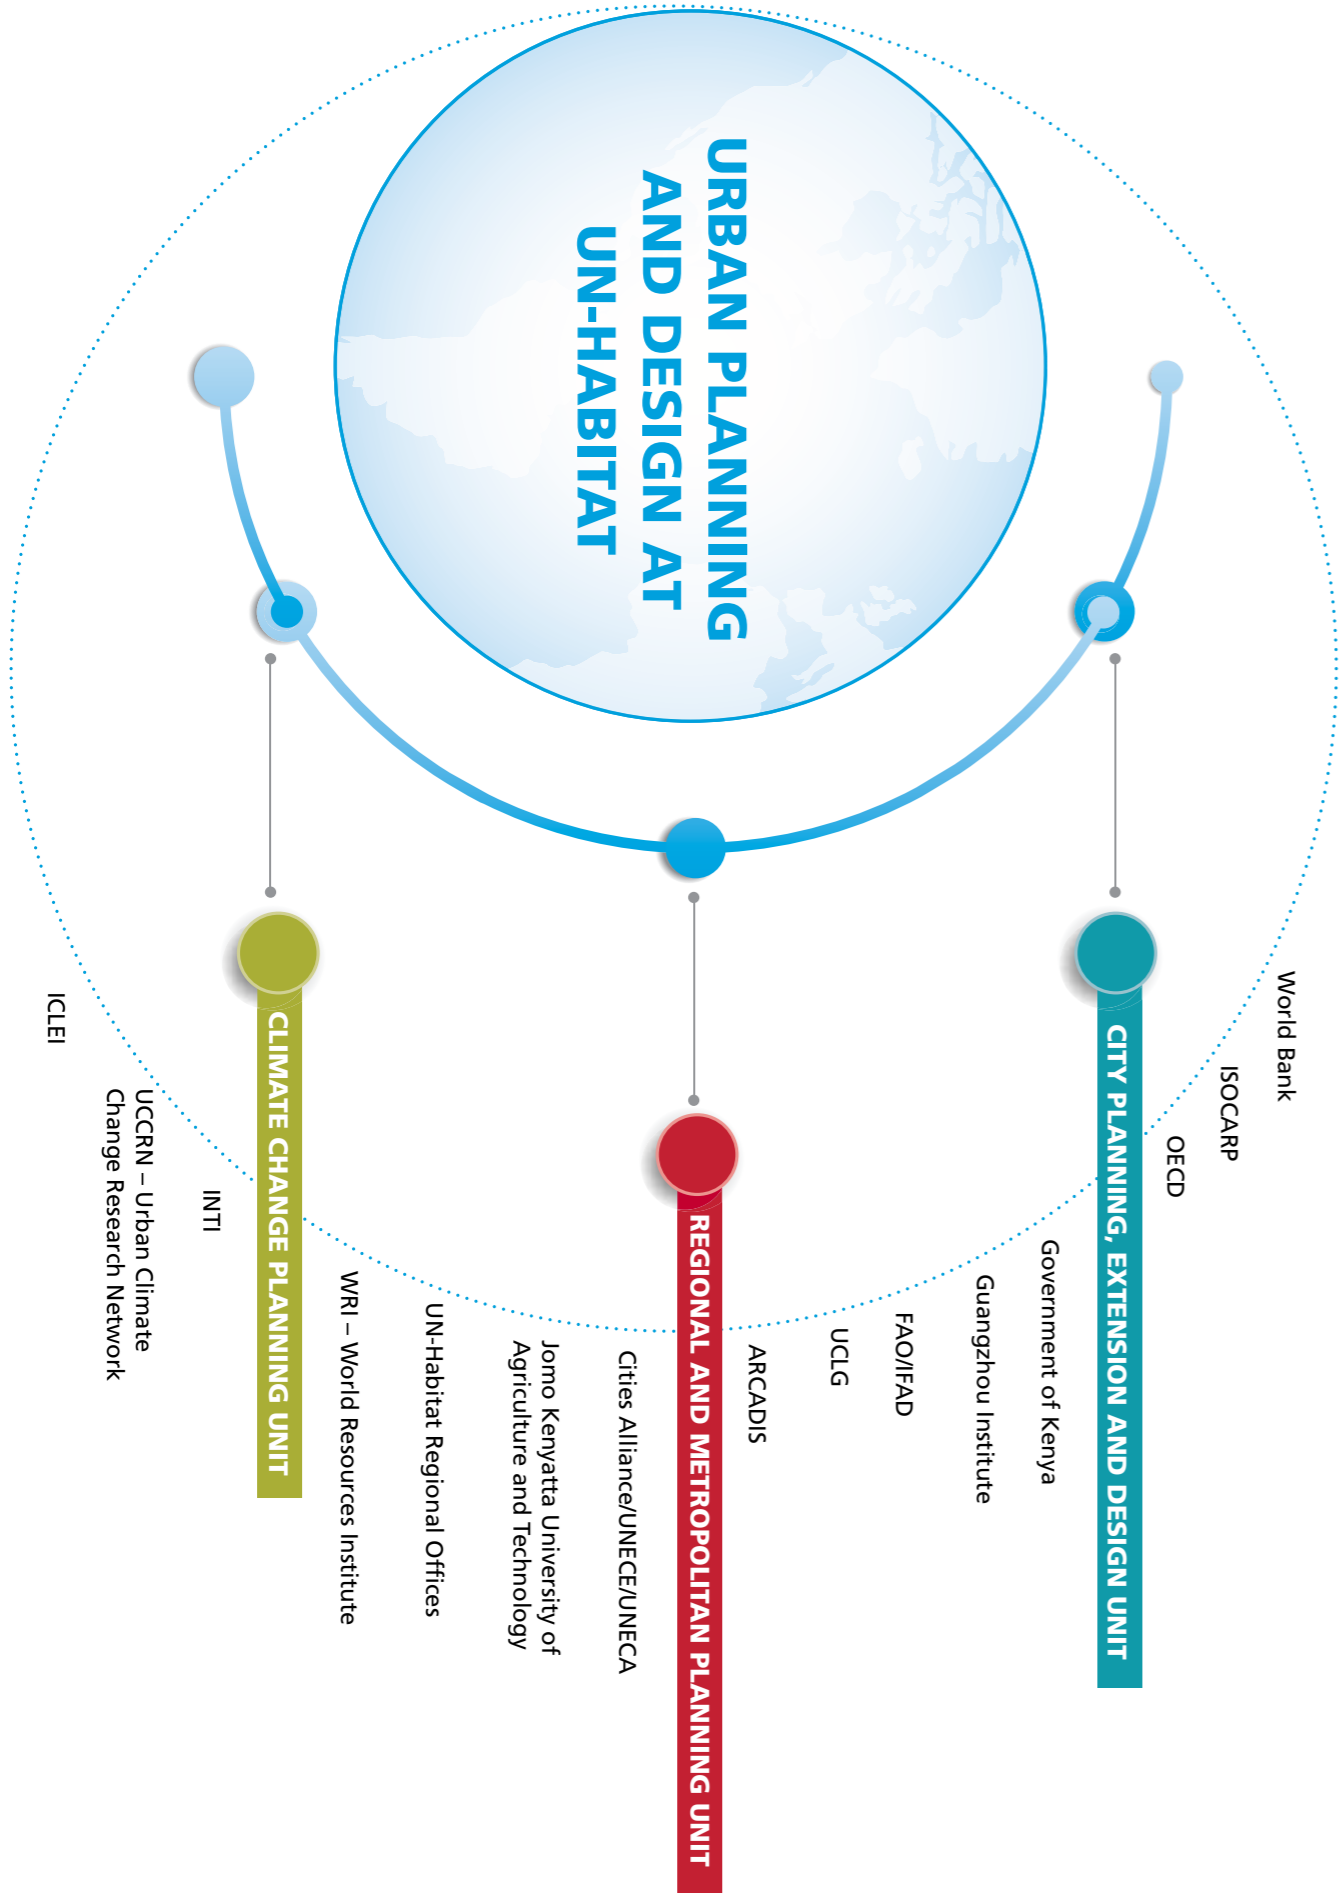 URBAN PLANNING
AND DESIGN AT
UN-HABITAT
World Bank
ISOCARP
OECD
CITY PLANNING, EXTENSION AND DESIGN UNIT
Government of Kenya
Guangzhou Institute
FAO/IFAD
UCLG
ARCADIS
REGIONAL AND METROPOLITAN PLANNING UNIT
Cities Alliance/UNECE/UNECA
Jomo Kenyatta University of
Agriculture and Technology
UN-Habitat Regional Offices
WRI – World Resources Institute
CLIMATE CHANGE PLANNING UNIT
INTI
UCCRN – Urban Climate
Change Research Network
ICLEI